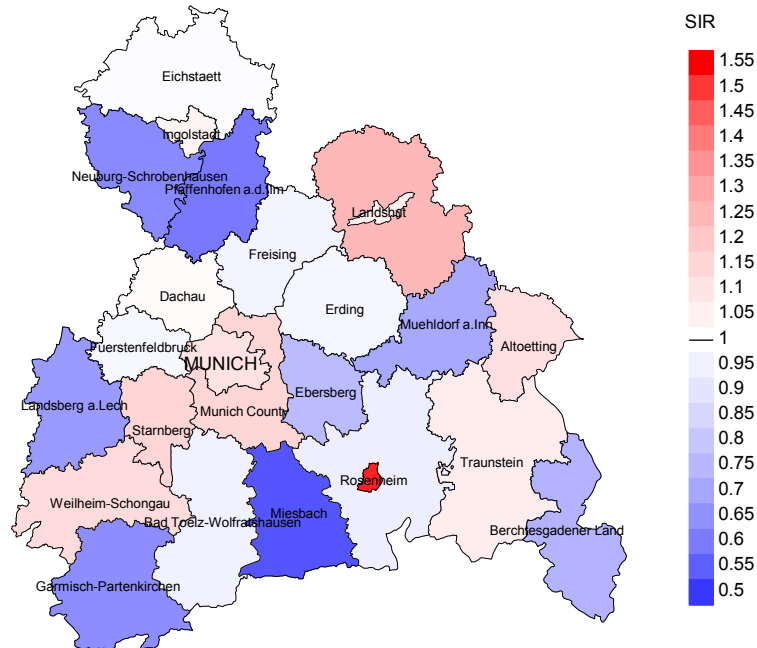 SIR
1.55
1.5
1.45
1.4
1.35
1.3
1.25
1.2
1.15
1.1
1.05
1
0.95
0.9
0.85
0.8
0.75
0.7
0.65
0.6
0.55
0.5
Eichstaett
Ingolstadt
Neuburg-Schrobenhausen
Pfaffenhofen a.d.Ilm
Landshut
Freising
Dachau
Erding
Muehldorf a.Inn
Fuerstenfeldbruck
Altoetting
MUNICH
Ebersberg
Landsberg a.Lech
Munich County
Starnberg
Traunstein
Rosenheim
Weilheim-Schongau
Miesbach
Bad Toelz-Wolfratshausen
Berchtesgadener Land
Garmisch-Partenkirchen